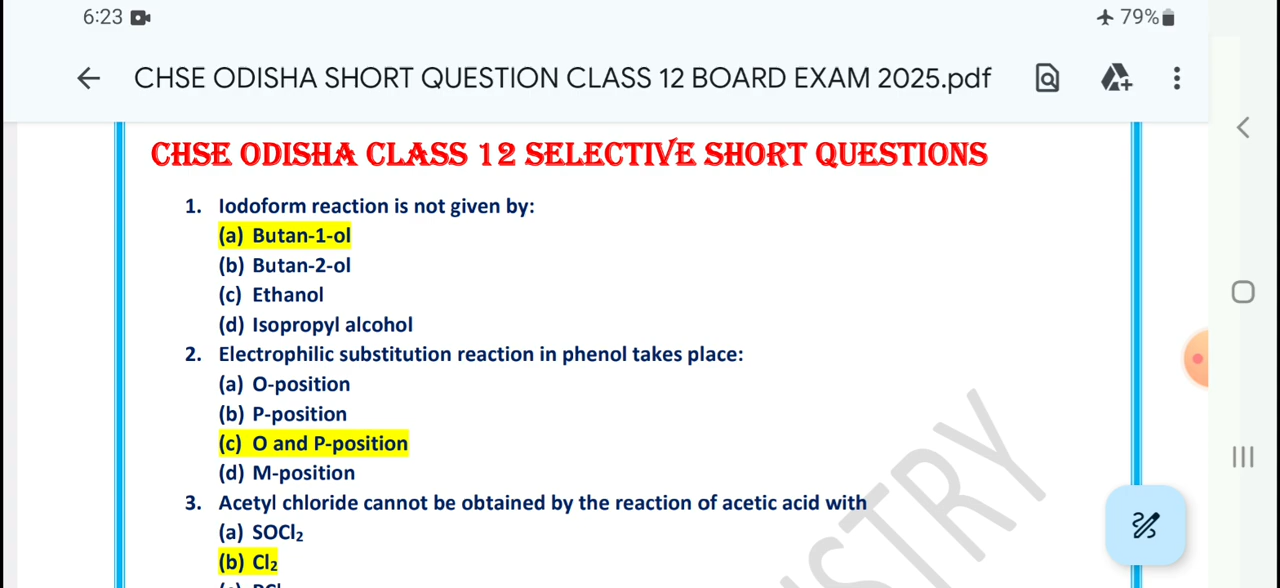 6:23
79%
CHSE ODISHA SHORT QUESTION CLASS 12 BOARD EXAM 2025.pdf
CHSE ODISHA CLASS 12 SELECTIVE SHORT QUESTIONS
1. Iodoform reaction is not given by:
(a) Butan-1-ol
(b) Butan-2-ol
(c) Ethanol
(d) Isopropyl alcohol
2. Electrophilic substitution reaction in phenol takes place:
(a) O-position
(b) P-position
(c) O and P-position
(d) M-position
3. Acetyl chloride cannot be obtained by the reaction of acetic acid with
(a) SOCl₂
(b) Cl₂
STRY